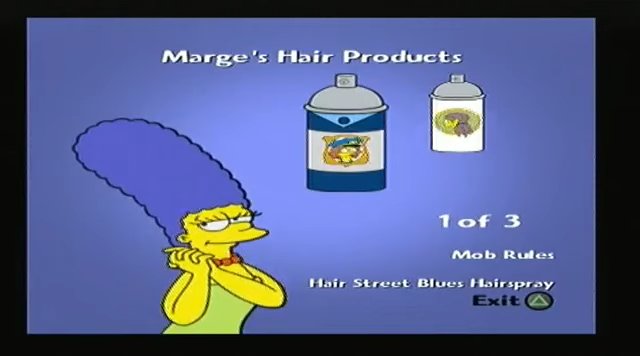 Marge's Hair Products
1 of 3
Mob Rules
Hair Street Blues Hairspray
Exit